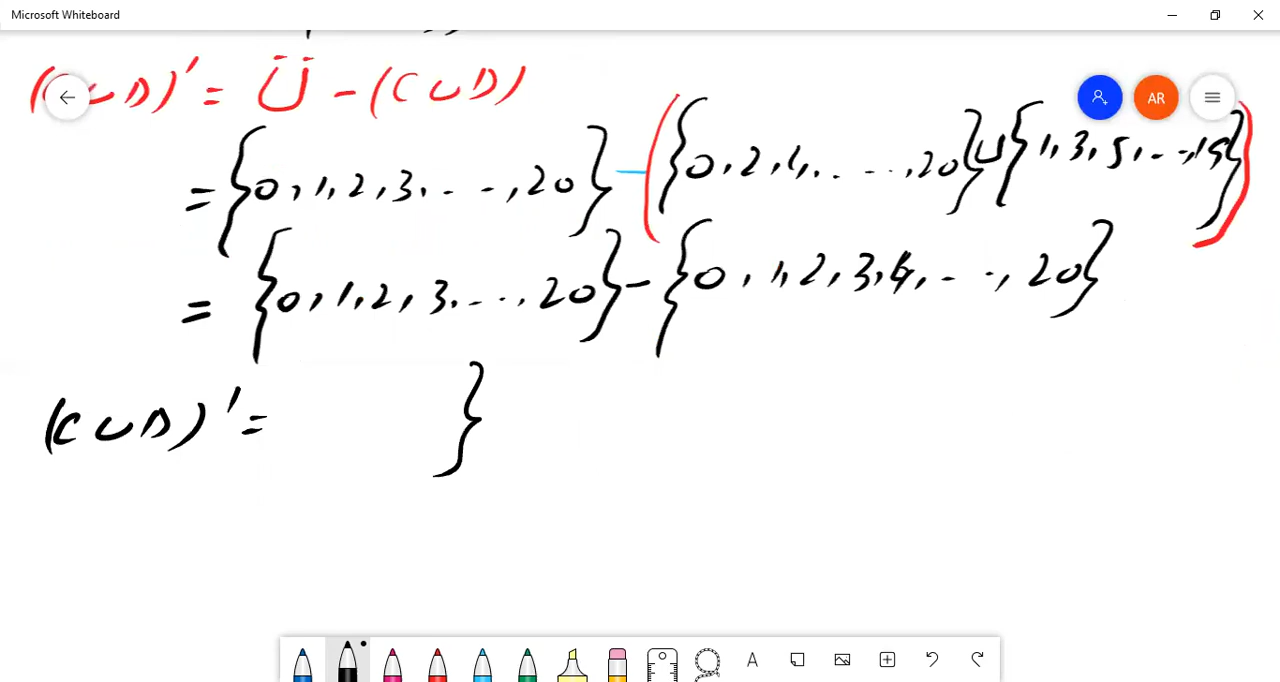 Microsoft Whiteboard
(C ∪ D)' = Ü - (C ∪ D)
AR
= {0, 1, 2, 3, ..., 20} - ({0, 2, 4, ..., 20} ∪ {1, 3, 5, ..., 19})
= {0, 1, 2, 3, ..., 20} - {0, 1, 2, 3, 4, ..., 20}
(C ∪ D)' = }
A